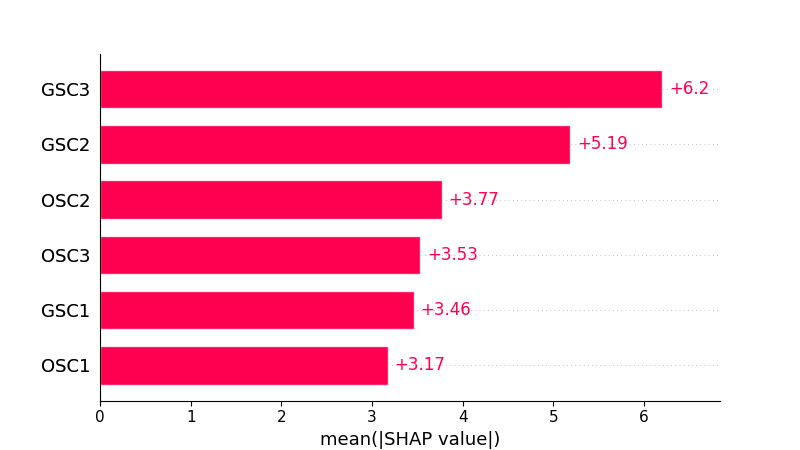 GSC3 +6.2
GSC2 +5.19
OSC2 +3.77
OSC3 +3.53
GSC1 +3.46
OSC1 +3.17
0 1 2 3 4 5 6
mean(|SHAP value|)